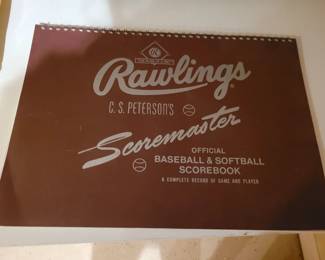 Rawlings®
C.S. PETERSON'S
Scoremaster
OFFICIAL
BASEBALL & SOFTBALL
SCOREBOOK
A COMPLETE RECORD OF GAME AND PLAYER